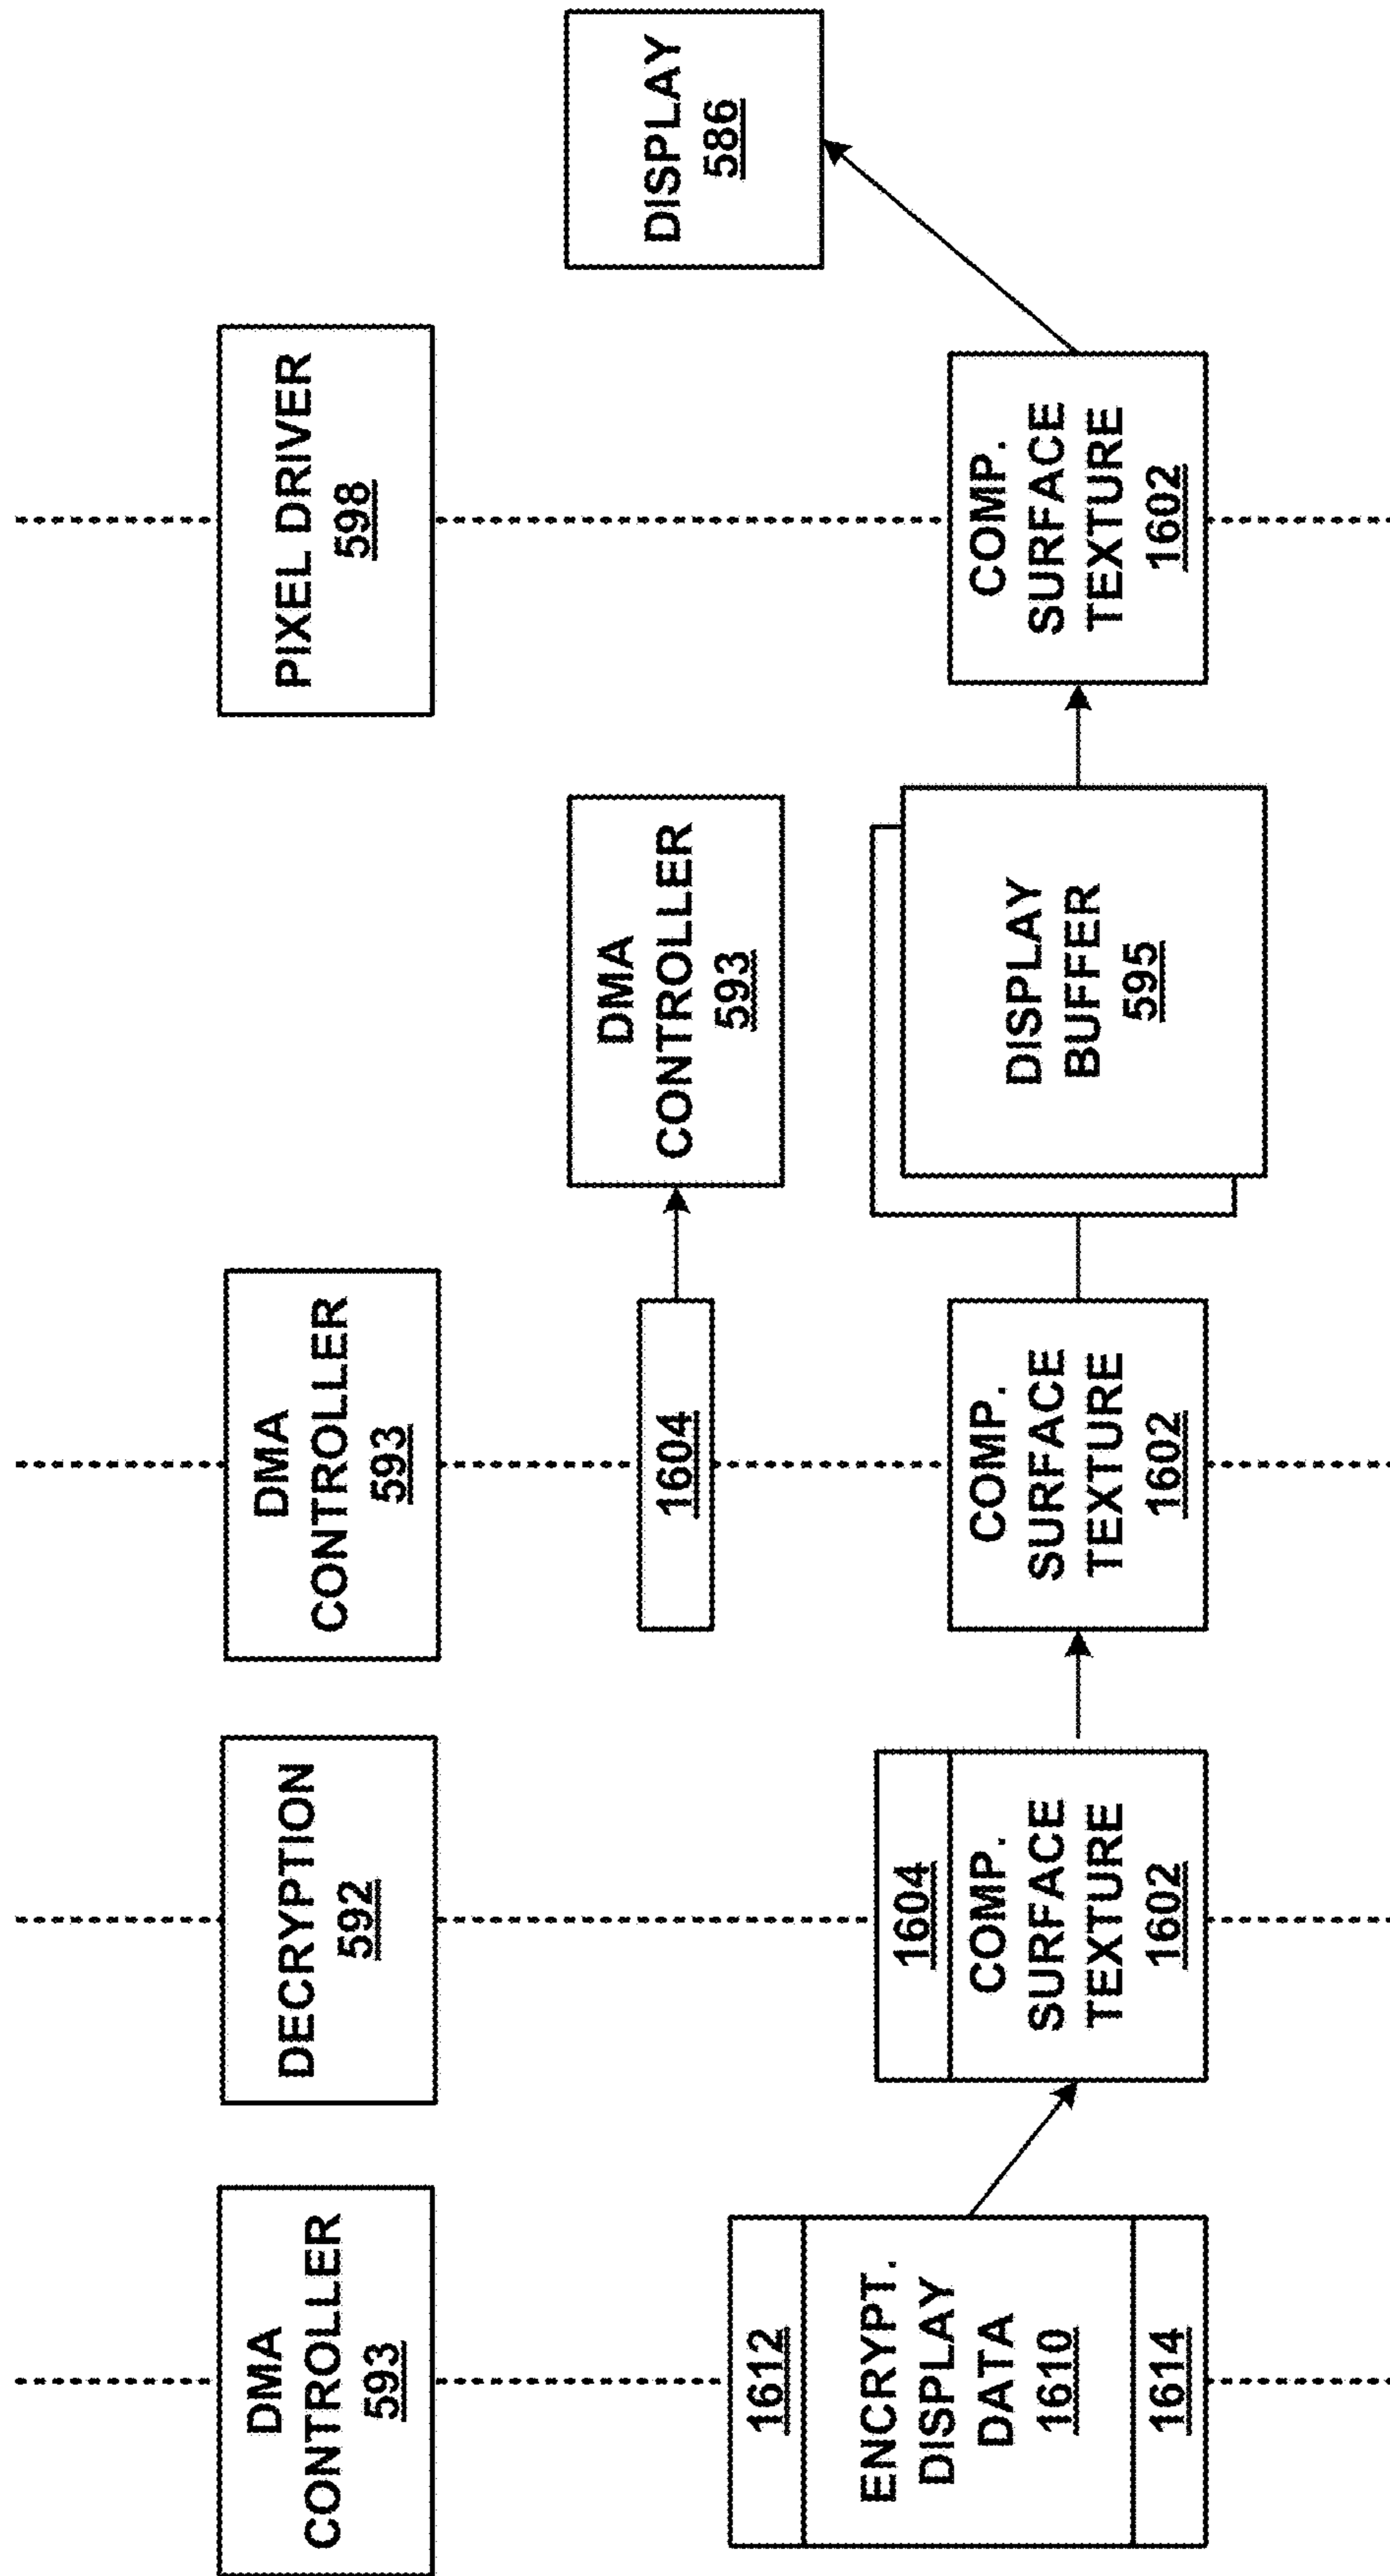 DMA
CONTROLLER
593
DECRYPTION
592
DMA
CONTROLLER
593
PIXEL DRIVER
598
1604
DMA
CONTROLLER
593
DISPLAY
586
1612
ENCRYPT.
DISPLAY
DATA
1610
1614
1604
COMP.
SURFACE
TEXTURE
1602
COMP.
SURFACE
TEXTURE
1602
DISPLAY
BUFFER
595
COMP.
SURFACE
TEXTURE
1602